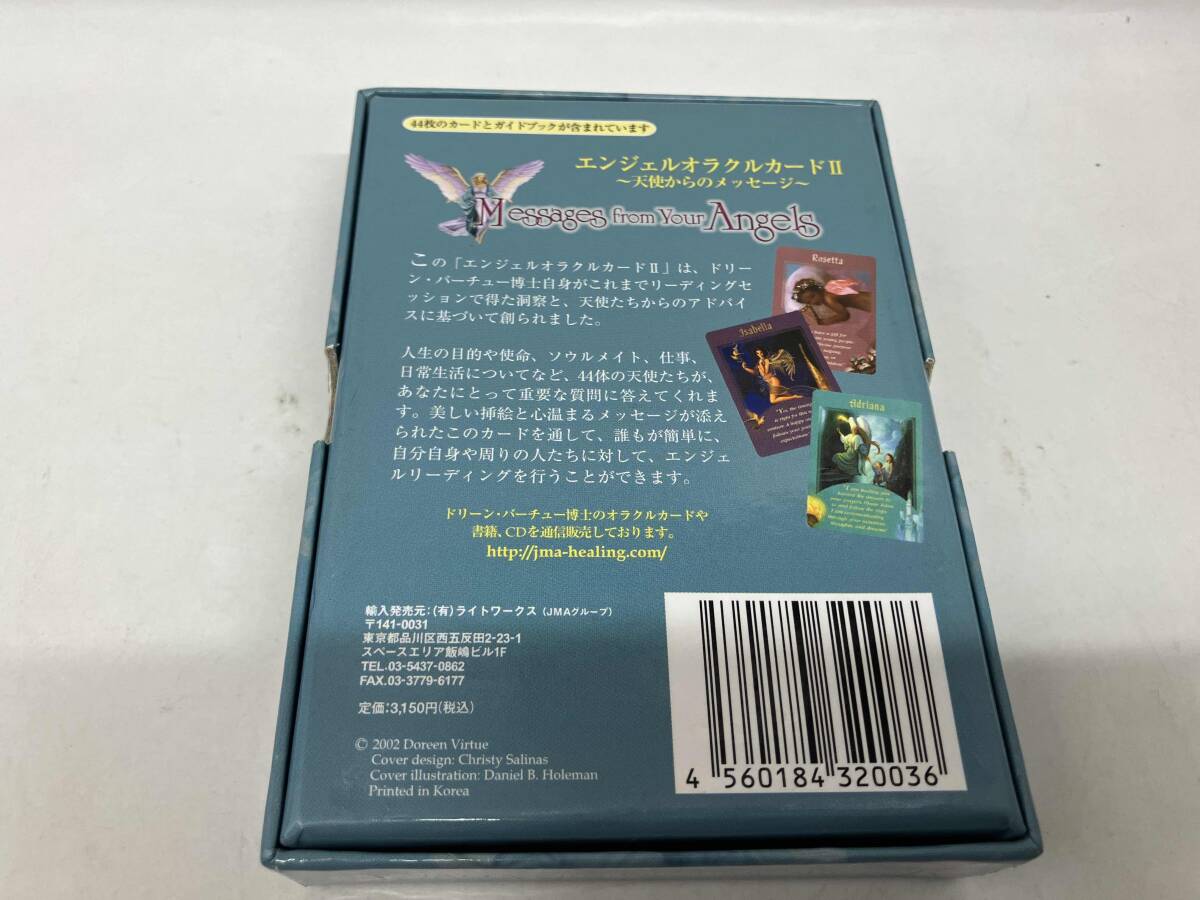 44枚のカードとガイドブックが含まれています
エンジェルオラクルカードⅡ
～天使からのメッセージ～
Messages from Your Angels
この「エンジェルオラクルカードⅡ」は、ドリー
ン・バーチュー博士自身がこれまでリーディングセ
ッションで得た洞察と、天使たちからのアドバイ
スに基づいて創られました。
人生の目的や使命、ソウルメイト、仕事、
日常生活についてなど、44体の天使たちが、
あなたにとって重要な質問に答えてくれま
す。美しい挿絵と心温まるメッセージが添え
られたこのカードを通して、誰もが簡単に、
自分自身や周りの人たちに対して、エンジェ
ルリーディングを行うことができます。
Rosetta
Isabella
Adriana
ドリーン・バーチュー博士のオラクルカードや
書籍、CDを通信販売しております。
http://jma-healing.com/
輸入発売元:(有)ライトワークス (JMAグループ)
〒141-0031
東京都品川区西五反田2-23-1
スペースエリア飯嶋ビル1F
TEL.03-5437-0862
FAX.03-3779-6177
定価:3,150円(税込)
© 2002 Doreen Virtue
Cover design: Christy Salinas
Cover illustration: Daniel B. Holeman
Printed in Korea
4 560184 320036